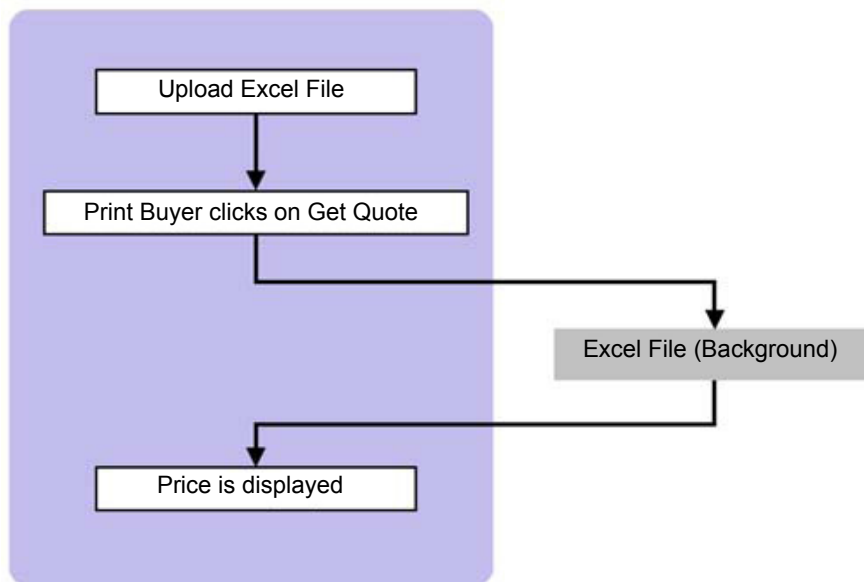 Upload Excel File
Print Buyer clicks on Get Quote
Excel File (Background)
Price is displayed